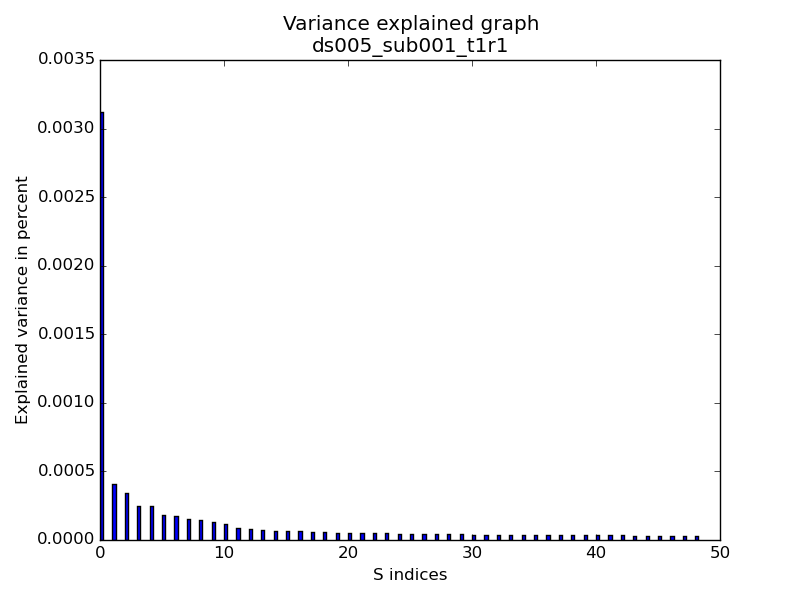 Variance explained graph
ds005_sub001_t1r1
0.0035
0.0030
0.0025
0.0020
0.0015
0.0010
0.0005
0.0000
Explained variance in percent
0 10 20 30 40 50
S indices